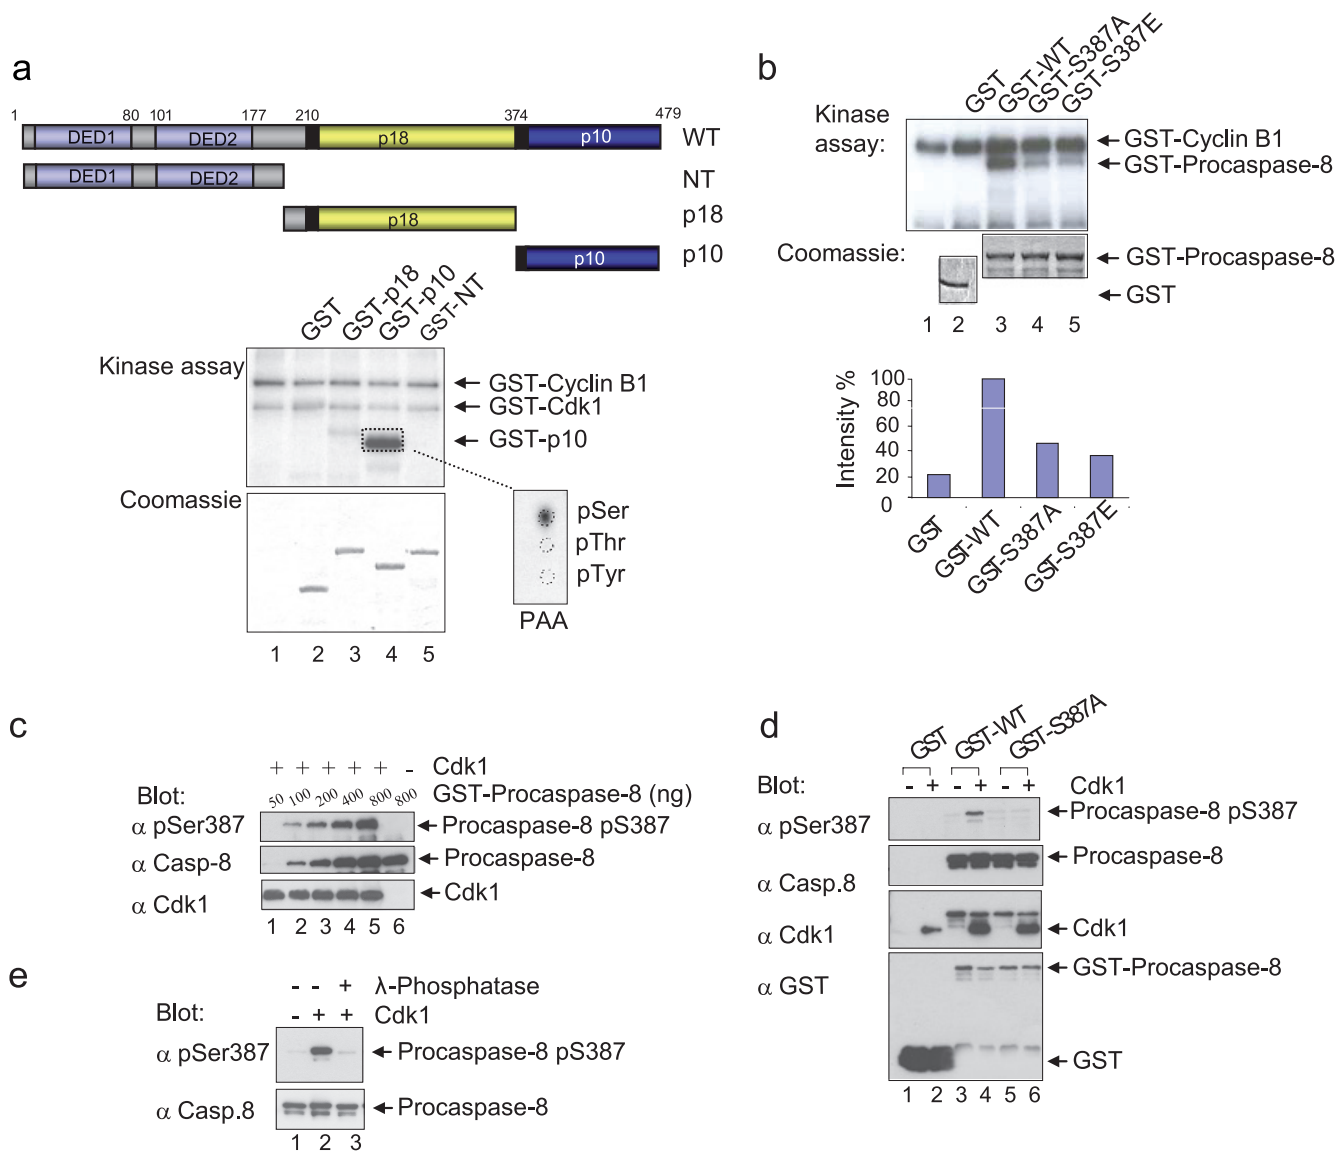 a
1 80 101 177 210 374 479
DED1 DED2 p18 p10 WT
DED1 DED2 NT
p18 p18
p10 p10
GST GST-p18 GST-p10 GST-NT
Kinase assay
GST-Cyclin B1
GST-Cdk1
GST-p10
Coomassie
pSer
pThr
pTyr
PAA
1 2 3 4 5
b
GST GST-WT GST-S387A GST-S387E
Kinase
assay:
GST-Cyclin B1
GST-Procaspase-8
Coomassie:
GST-Procaspase-8
GST
1 2 3 4 5
Intensity %
100
80
60
40
20
0
GST GST-WT GST-S387A GST-S387E
c
+ + + + + - Cdk1
Blot: 50 100 200 400 800 800 GST-Procaspase-8 (ng)
α pSer387 Procaspase-8 pS387
α Casp-8 Procaspase-8
α Cdk1 Cdk1
1 2 3 4 5 6
d
GST GST-WT GST-S387A
Blot: - + - + - + Cdk1
α pSer387 Procaspase-8 pS387
α Casp.8 Procaspase-8
α Cdk1 Cdk1
α GST GST-Procaspase-8
GST
1 2 3 4 5 6
e
- - + λ-Phosphatase
Blot: - + + Cdk1
α pSer387 Procaspase-8 pS387
α Casp.8 Procaspase-8
1 2 3